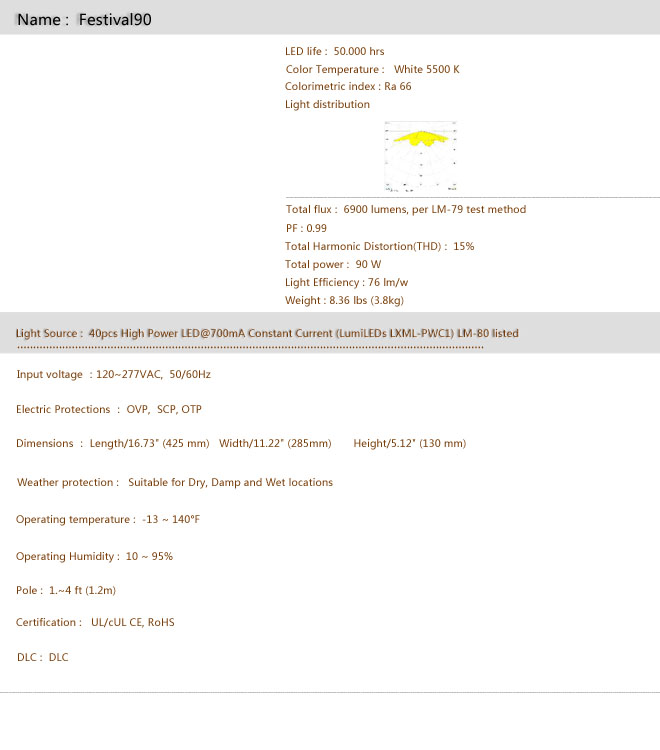 Name : Festival90
LED life : 50.000 hrs
Color Temperature : White 5500 K
Colorimetric index : Ra 66
Light distribution
Total flux : 6900 lumens, per LM-79 test method
PF : 0.99
Total Harmonic Distortion(THD) : 15%
Total power : 90 W
Light Efficiency : 76 lm/w
Weight : 8.36 lbs (3.8kg)
Light Source : 40pcs High Power LED@700mA Constant Current (LumiLEDs LXML-PWC1) LM-80 listed
Input voltage : 120~277VAC, 50/60Hz
Electric Protections : OVP, SCP, OTP
Dimensions : Length/16.73" (425 mm) Width/11.22" (285mm) Height/5.12" (130 mm)
Weather protection : Suitable for Dry, Damp and Wet locations
Operating temperature : -13 ~ 140°F
Operating Humidity : 10 ~ 95%
Pole : 1.~4 ft (1.2m)
Certification : UL/cUL CE, RoHS
DLC : DLC